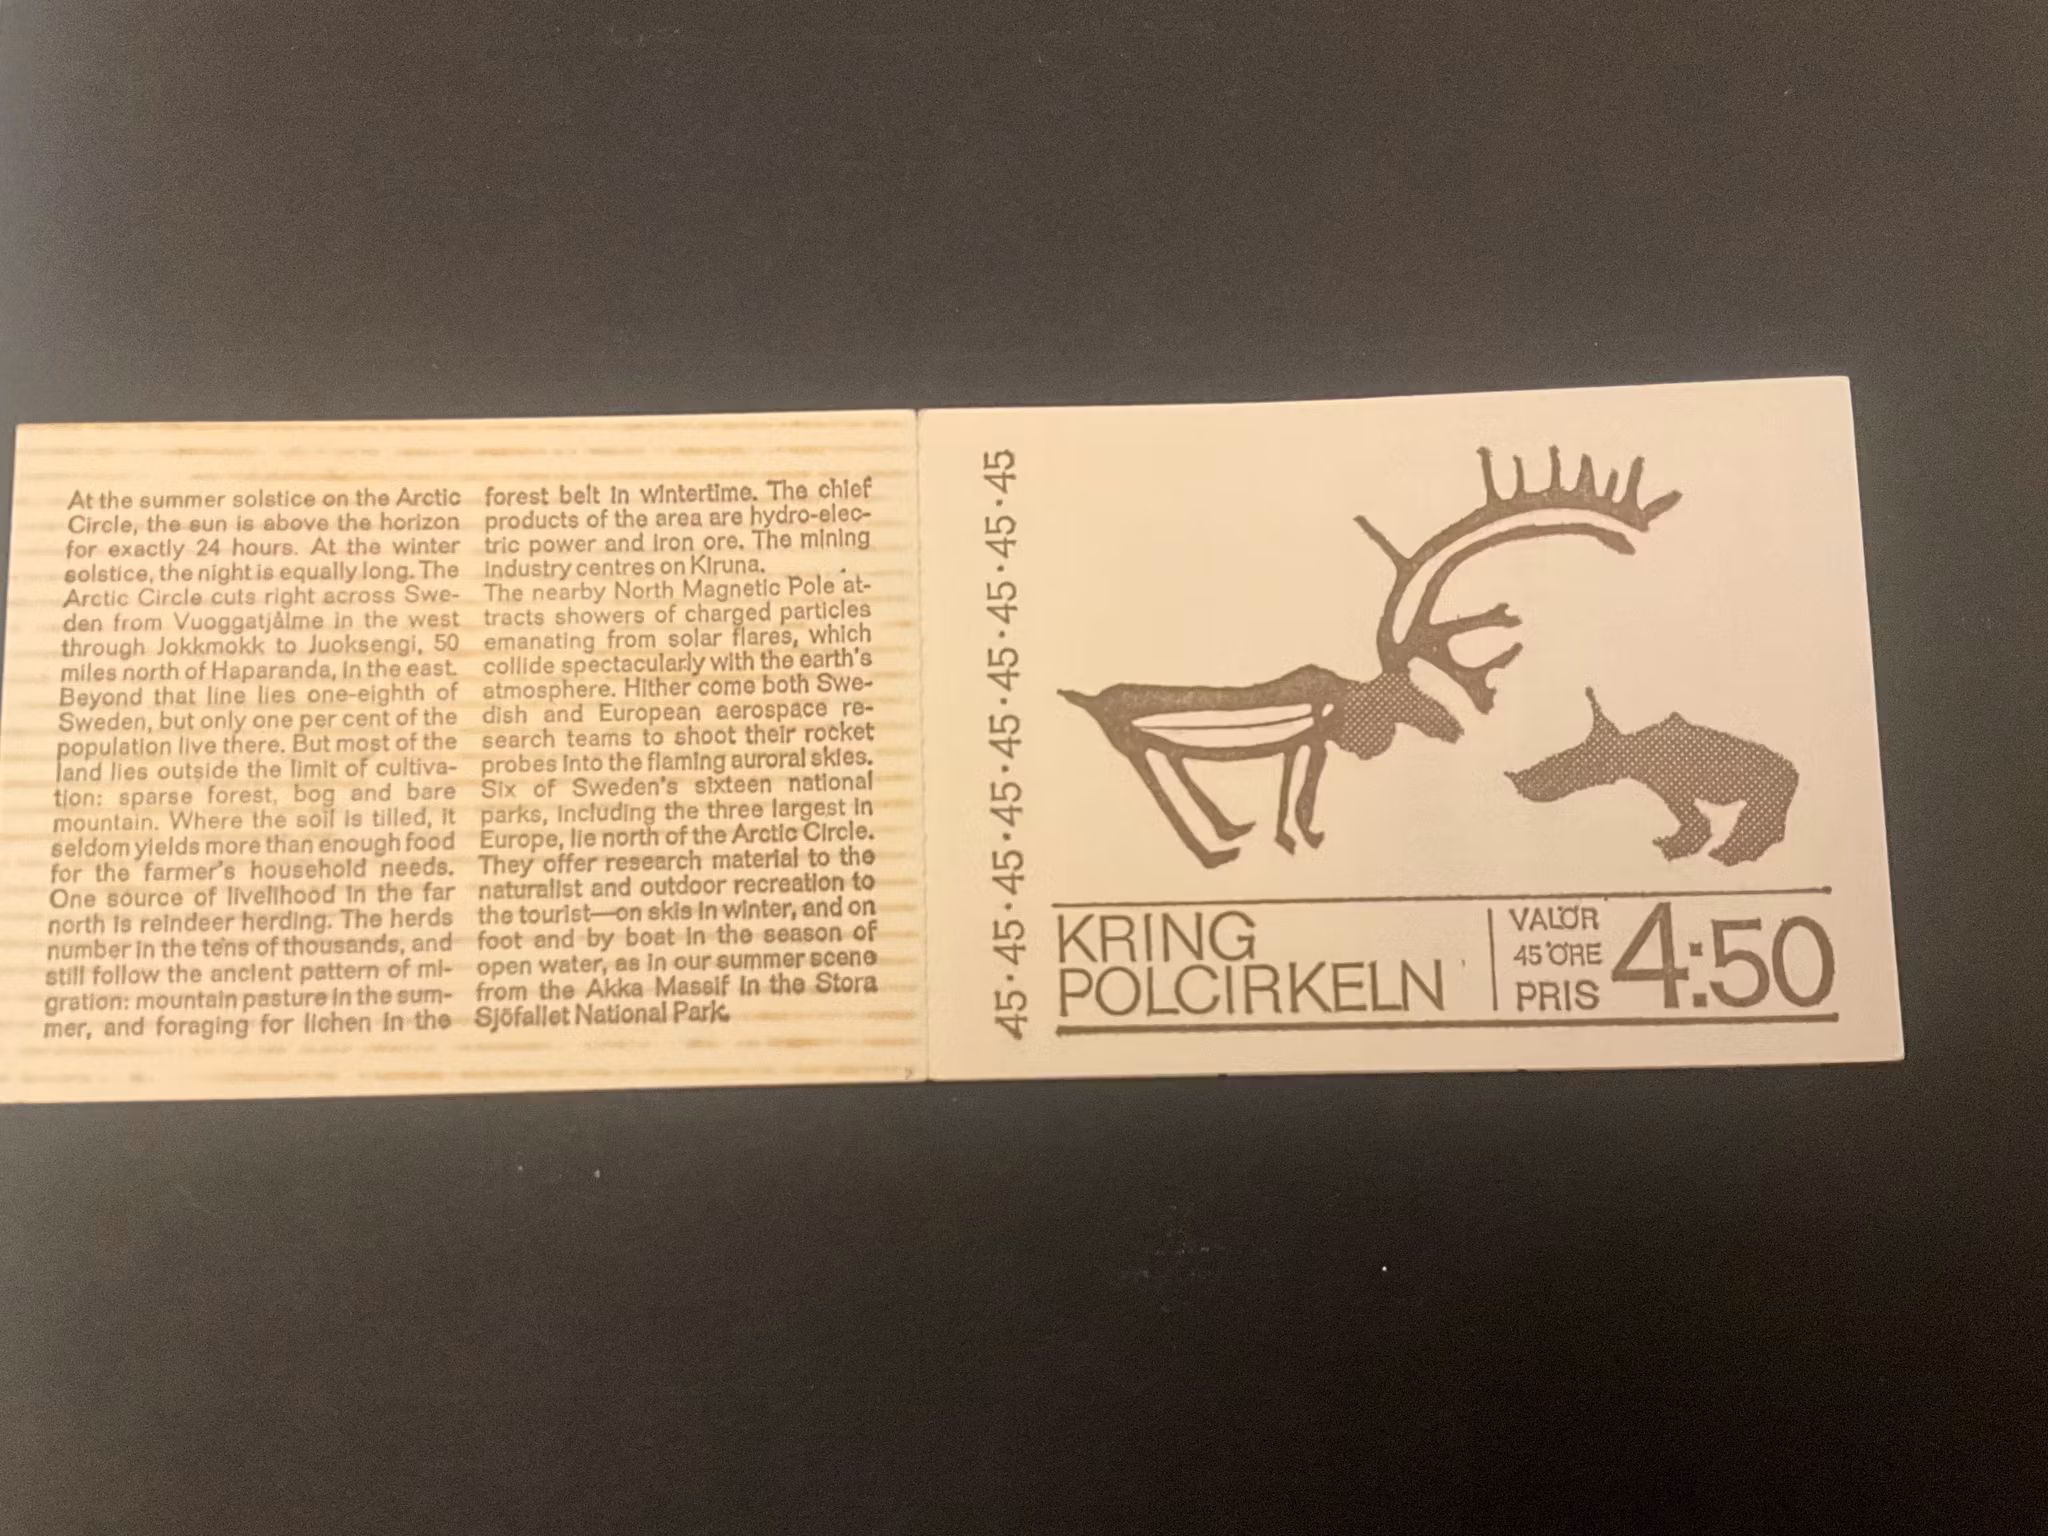 At the summer solstice on the Arctic
Circle, the sun is above the horizon
for exactly 24 hours. At the winter
solstice, the night is equally long. The
Arctic Circle cuts right across Swe-
den from Vuoggatjålme in the west
through Jokkmokk to Juoksengi, 50
miles north of Haparanda, in the east.
Beyond that line lies one-eighth of
Sweden, but only one per cent of the
population live there. But most of the
land lies outside the limit of cultiva-
tion: sparse forest, bog and bare
mountain. Where the soil is tilled, it
seldom yields more than enough food
for the farmer's household needs.
One source of livelihood in the far
north is reindeer herding. The herds
number in the tens of thousands, and
still follow the ancient pattern of mi-
gration: mountain pasture in the sum-
mer, and foraging for lichen in the
forest belt in wintertime. The chief
products of the area are hydro-elec-
tric power and iron ore. The mining
industry centres on Kiruna.
The nearby North Magnetic Pole at-
tracts showers of charged particles
emanating from solar flares, which
collide spectacularly with the earth's
atmosphere. Hither come both Swe-
dish and European aerospace re-
search teams to shoot their rocket
probes into the flaming auroral skies.
Six of Sweden's sixteen national
parks, including the three largest in
Europe, lie north of the Arctic Circle.
They offer research material to the
naturalist and outdoor recreation to
the tourist—on skis in winter, and on
foot and by boat in the season of
open water, as in our summer scene
from the Akka Massif in the Stora
Sjöfallet National Park.
45·45·45·45·45·45·45·45·45·45
KRING
POLCIRKELN
VALÖR
45 ÖRE
PRIS
4:50